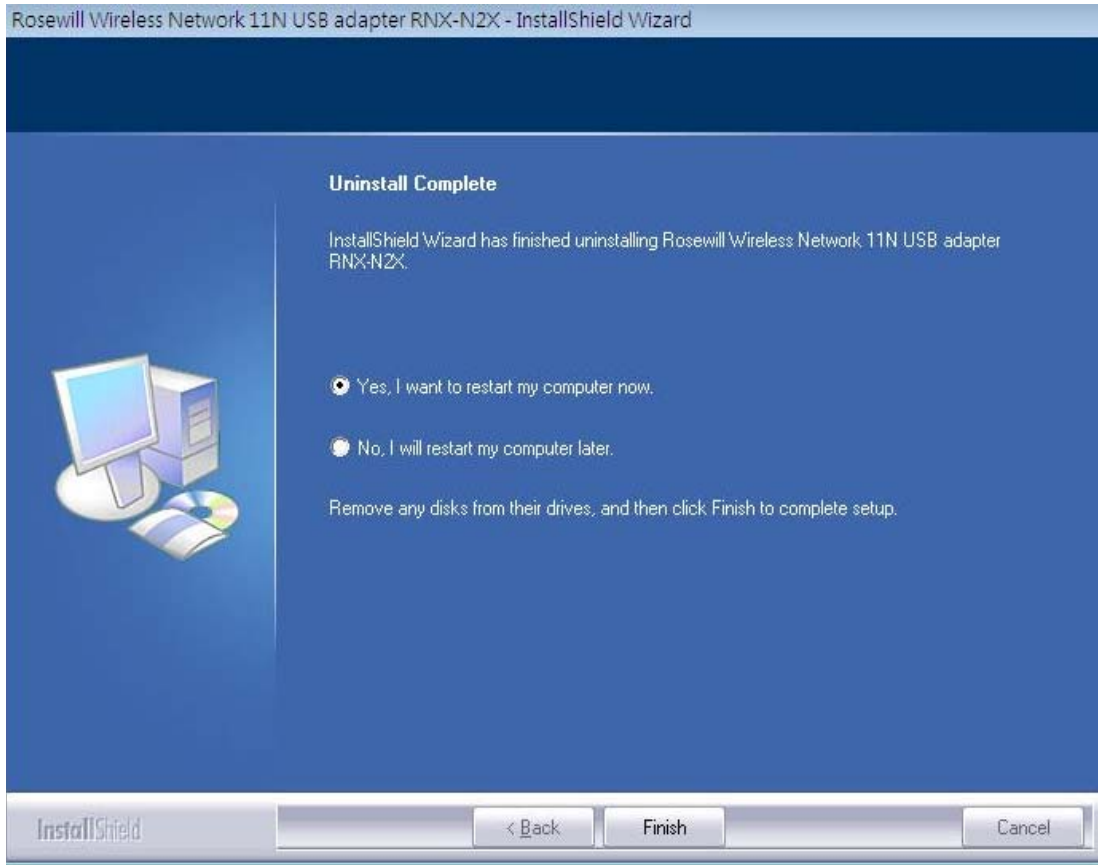 Rosewill Wireless Network 11N USB adapter RNX-N2X - InstallShield Wizard
Uninstall Complete
InstallShield Wizard has finished uninstalling Rosewill Wireless Network 11N USB adapter
RNX-N2X.
Yes, I want to restart my computer now.
No, I will restart my computer later.
Remove any disks from their drives, and then click Finish to complete setup.
InstallShield
< Back
Finish
Cancel